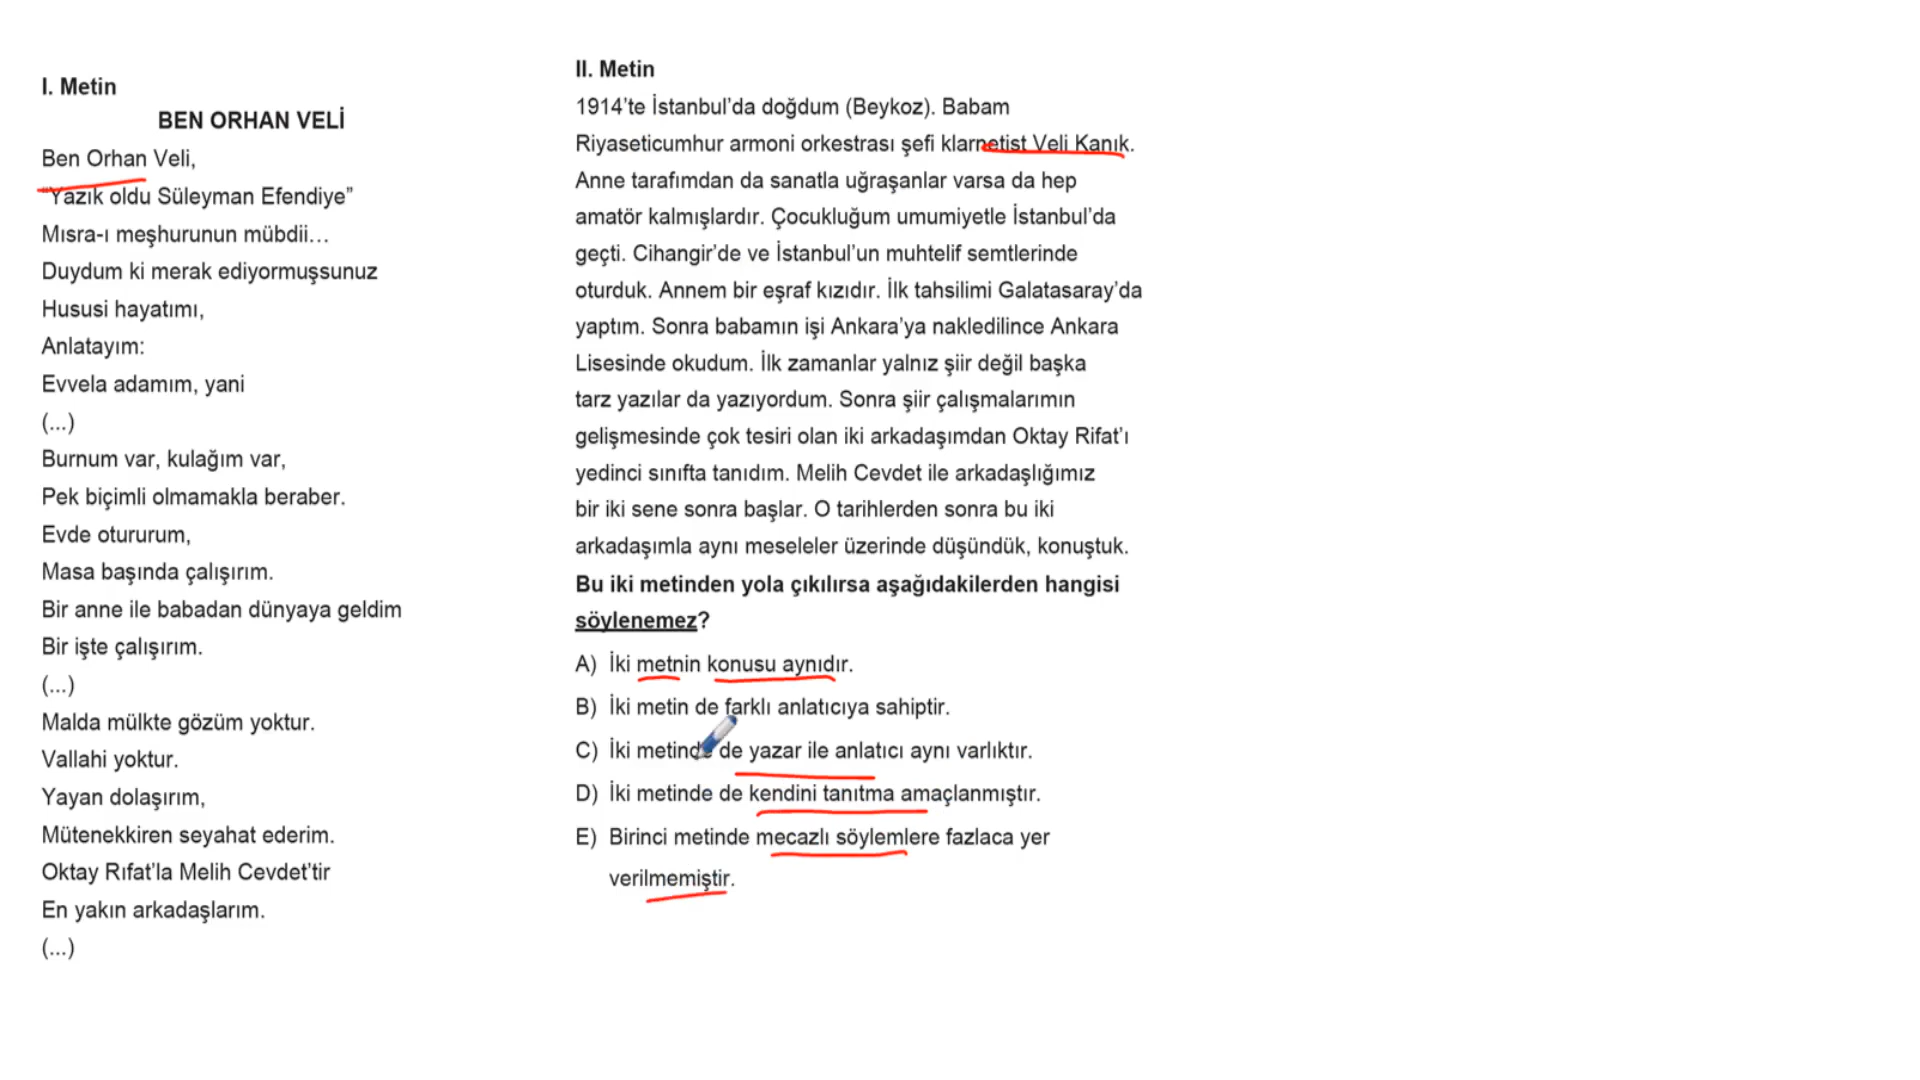 I. Metin
BEN ORHAN VELİ
Ben Orhan Veli,
“Yazık oldu Süleyman Efendiye”
Mısra-ı meşhurunun mübdii…
Duydum ki merak ediyormuşsunuz
Hususi hayatımı,
Anlatayım:
Evvela adamım, yani
(...)
Burnum var, kulağım var,
Pek biçimli olmamakla beraber.
Evde otururum,
Masa başında çalışırım.
Bir anne ile babadan dünyaya geldim
Bir işte çalışırım.
(...)
Malda mülkte gözüm yoktur.
Vallahi yoktur.
Yayan dolaşırım,
Mütenekkiren seyahat ederim.
Oktay Rıfat’la Melih Cevdet’tir
En yakın arkadaşlarım.
(...)
II. Metin
1914’te İstanbul’da doğdum (Beykoz). Babam
Riyaseticumhur armoni orkestrası şefi klarnetist Veli Kanık.
Anne tarafımdan da sanatla uğraşanlar varsa da hep
amatör kalmışlardır. Çocukluğum umumiyetle İstanbul’da
geçti. Cihangir’de ve İstanbul’un muhtelif semtlerinde
oturduk. Annem bir eşraf kızıdır. İlk tahsilimi Galatasaray’da
yaptım. Sonra babamın işi Ankara’ya nakledilince Ankara
Lisesinde okudum. İlk zamanlar yalnız şiir değil başka
tarz yazılar da yazıyordum. Sonra şiir çalışmalarımın
gelişmesinde çok tesiri olan iki arkadaşımdan Oktay Rifat’ı
yedinci sınıfta tanıdım. Melih Cevdet ile arkadaşlığımız
bir iki sene sonra başlar. O tarihlerden sonra bu iki
arkadaşımla aynı meseleler üzerinde düşündük, konuştuk.
Bu iki metinden yola çıkılırsa aşağıdakilerden hangisi
söylenemez?
A) İki metnin konusu aynıdır.
B) İki metin de farklı anlatıcıya sahiptir.
C) İki metinde de yazar ile anlatıcı aynı varlıktır.
D) İki metinde de kendini tanıtma amaçlanmıştır.
E) Birinci metinde mecazlı söylemlere fazlaca yer
verilmemiştir.